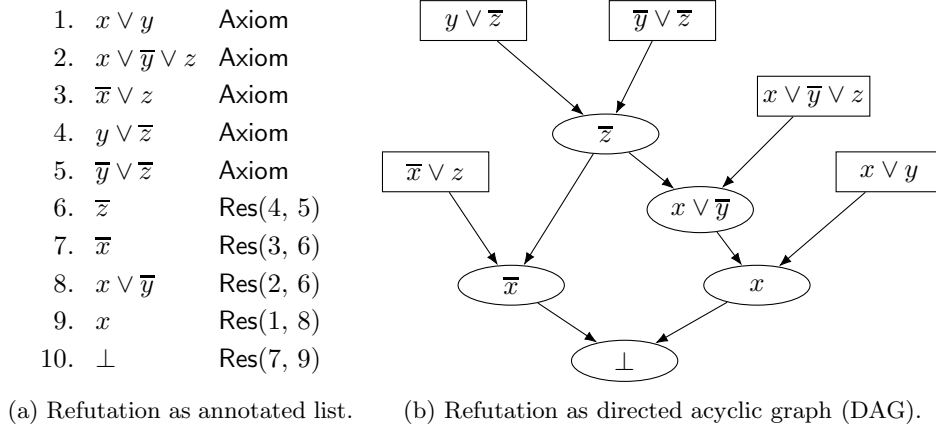 1. x ∨ y Axiom
2. x ∨ y̅ ∨ z Axiom
3. x̅ ∨ z Axiom
4. y ∨ z̅ Axiom
5. y̅ ∨ z̅ Axiom
6. z̅ Res(4, 5)
7. x̅ Res(3, 6)
8. x ∨ y̅ Res(2, 6)
9. x Res(1, 8)
10. ⊥ Res(7, 9)
(a) Refutation as annotated list.
y ∨ z̅
y̅ ∨ z̅
x ∨ y̅ ∨ z
z̅
x̅ ∨ z
x ∨ y
x ∨ y̅
x̅
x
⊥
(b) Refutation as directed acyclic graph (DAG).